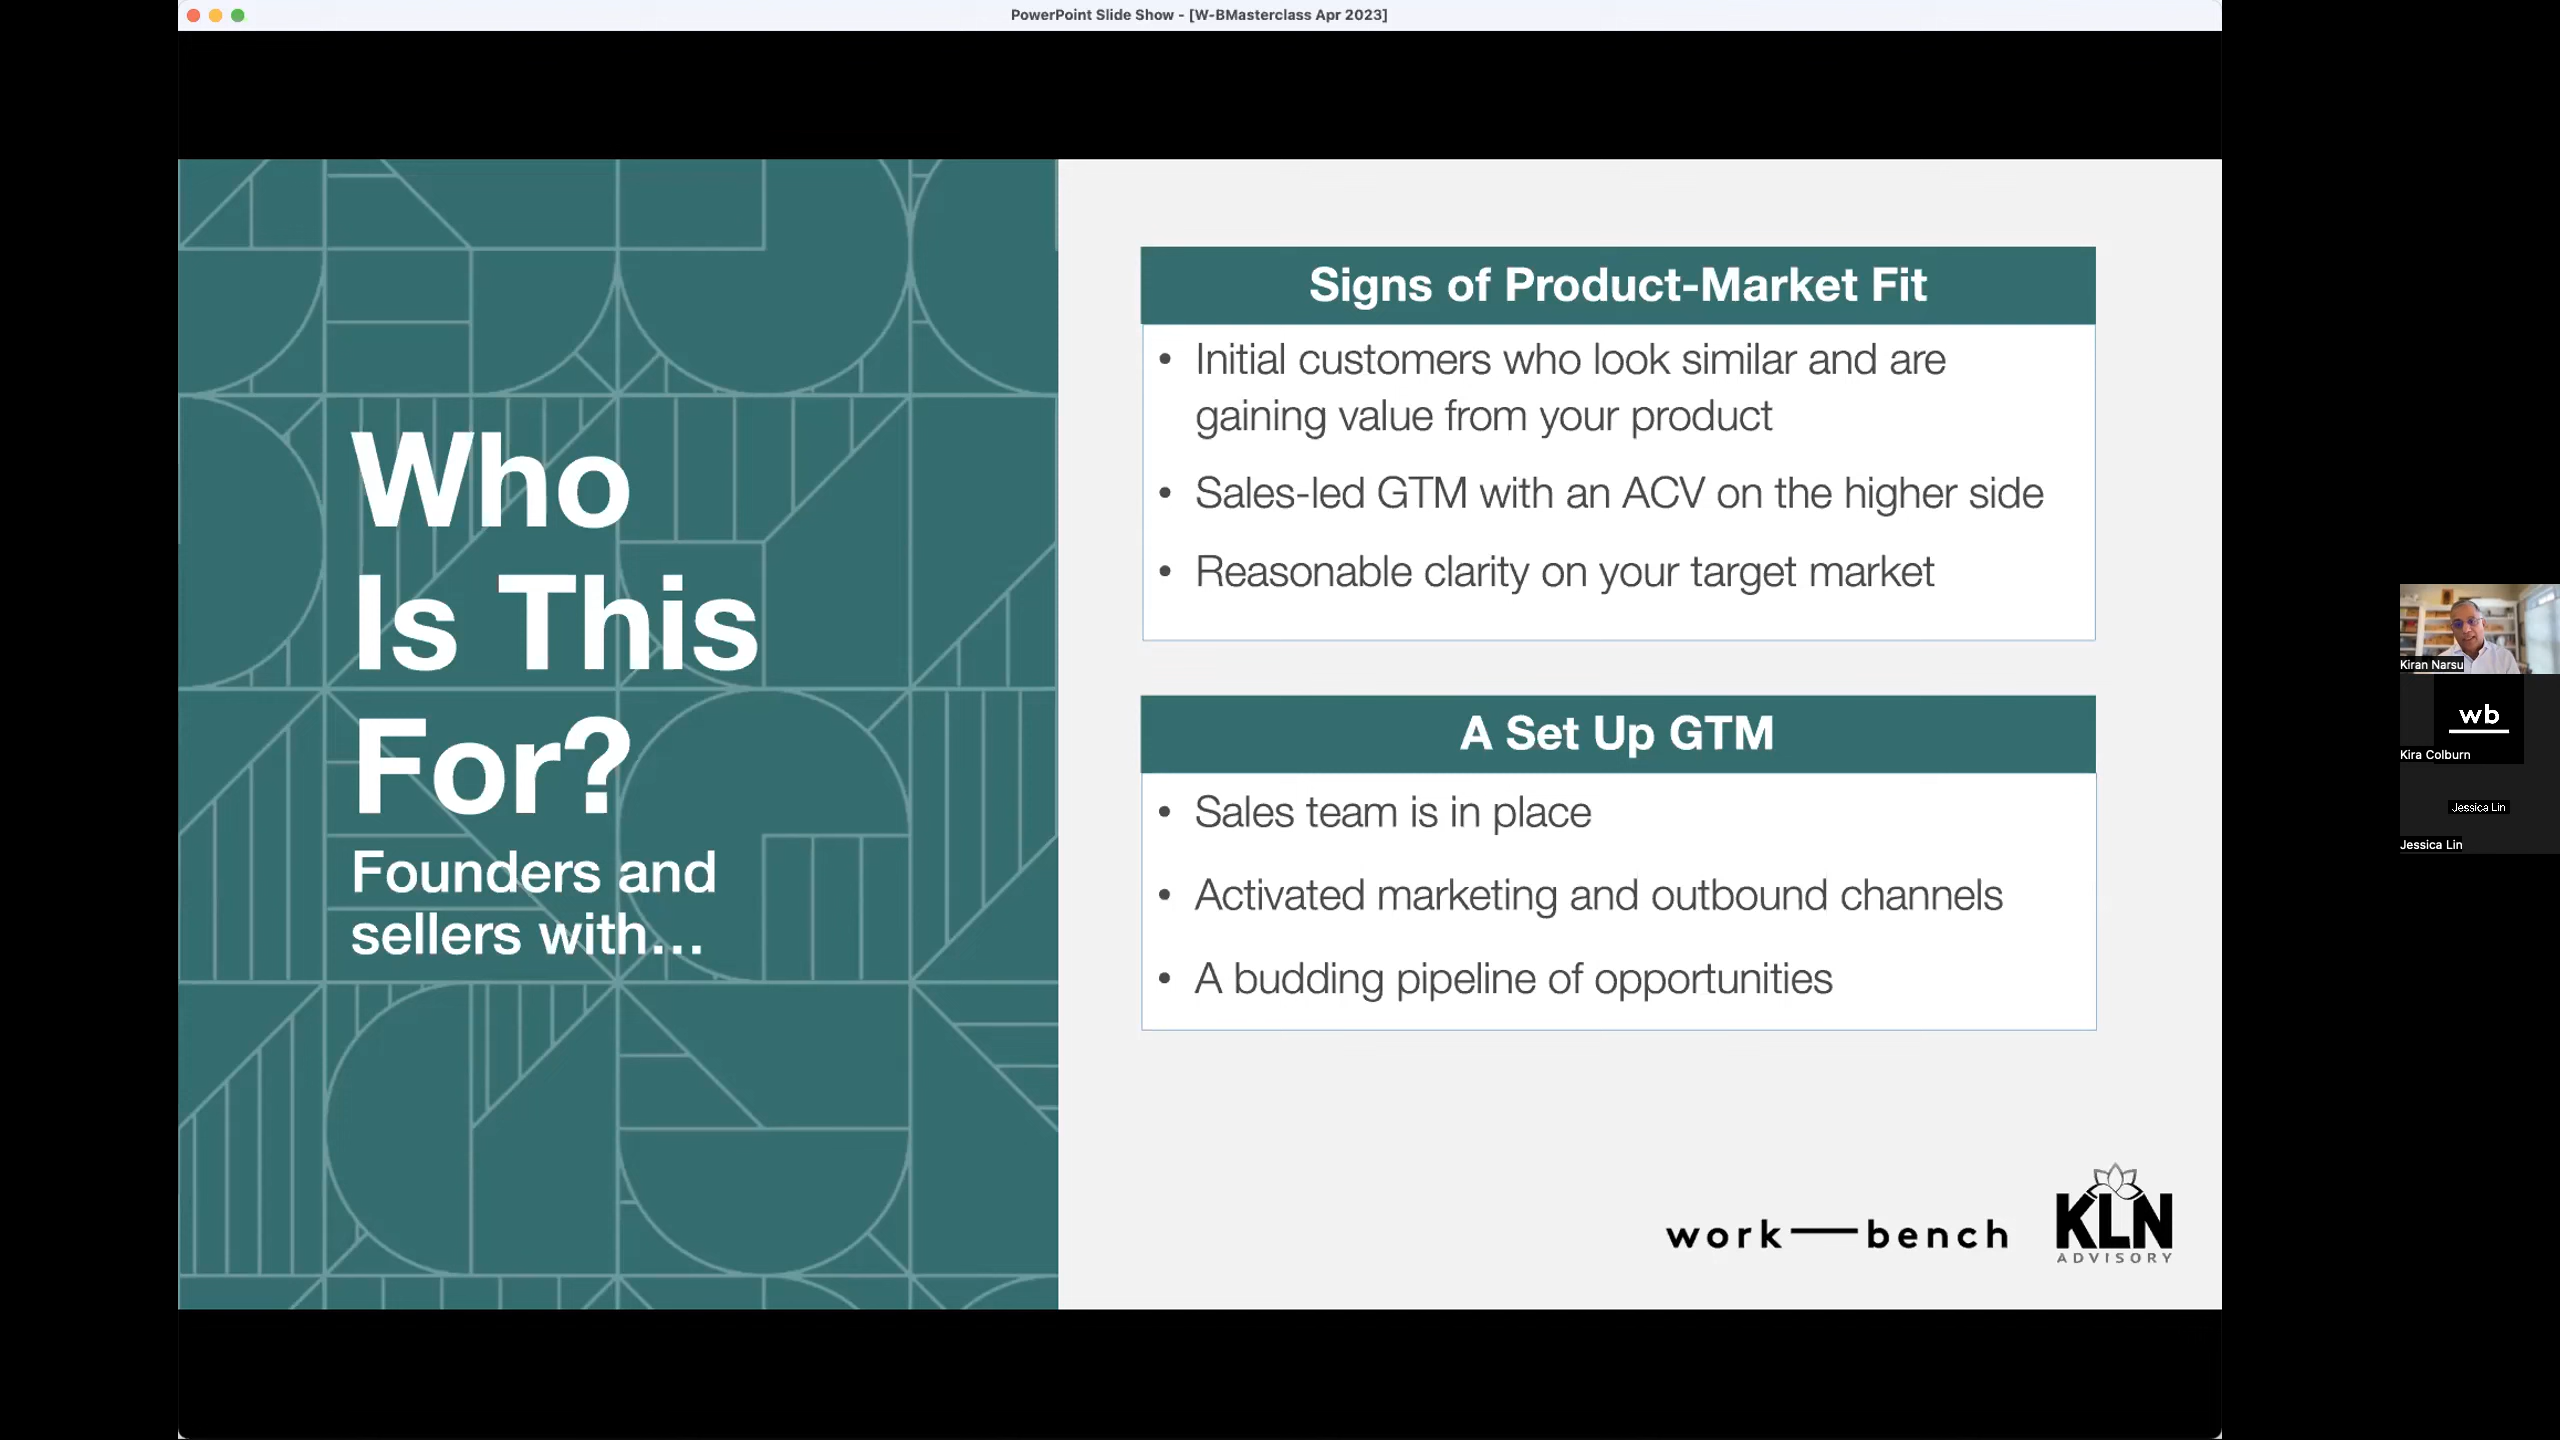 PowerPoint Slide Show - [W-BMasterclass Apr 2023]
Who
Is This
For?
Founders and
sellers with...
Signs of Product-Market Fit
• Initial customers who look similar and are
gaining value from your product
• Sales-led GTM with an ACV on the higher side
• Reasonable clarity on your target market
A Set Up GTM
• Sales team is in place
• Activated marketing and outbound channels
• A budding pipeline of opportunities
work—bench
KLN
ADVISORY
Kiran Narsu
wb
Kira Colburn
Jessica Lin
Jessica Lin